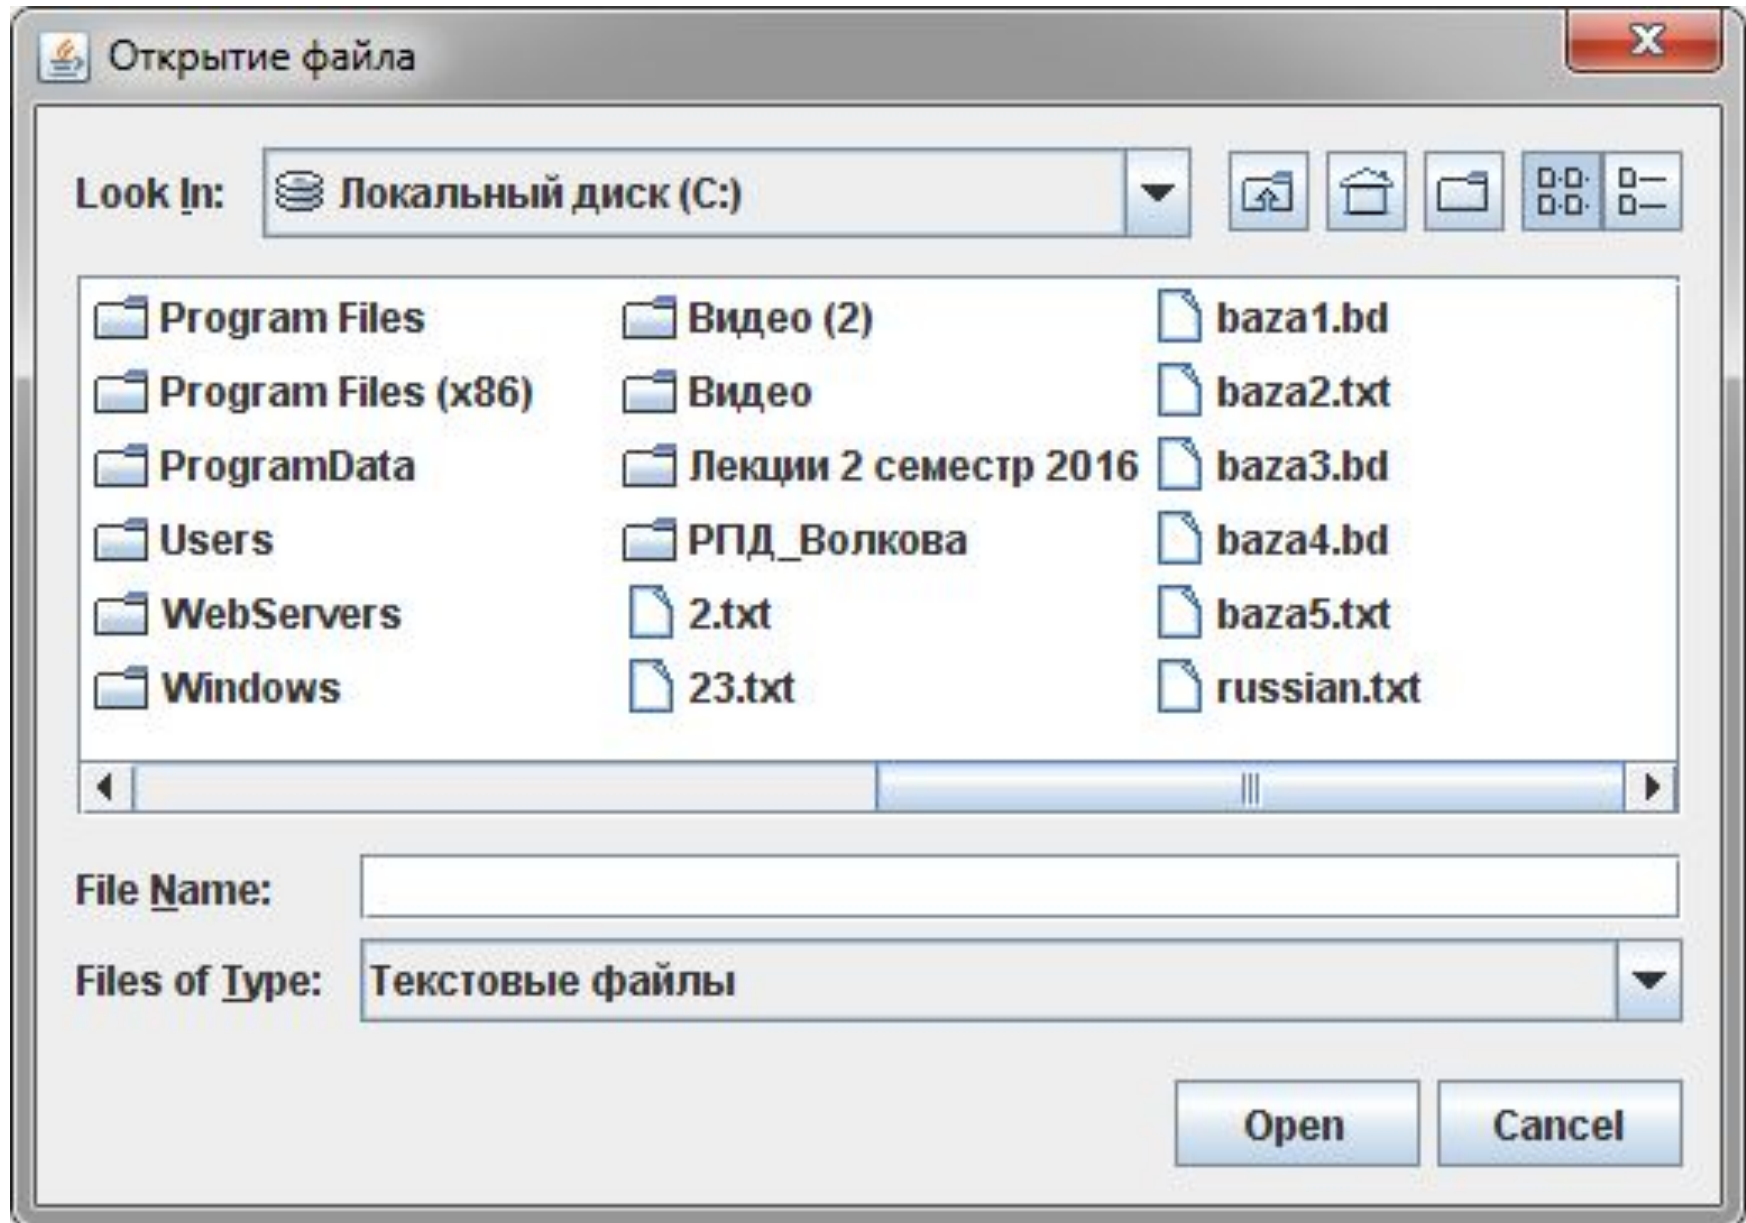 Открытие файла
Look In: Локальный диск (C:)
Program Files
Program Files (x86)
ProgramData
Users
WebServers
Windows
Видео (2)
Видео
Лекции 2 семестр 2016
РПД_Волкова
2.txt
23.txt
baza1.bd
baza2.txt
baza3.bd
baza4.bd
baza5.txt
russian.txt
File Name:
Files of Type: Текстовые файлы
Open Cancel